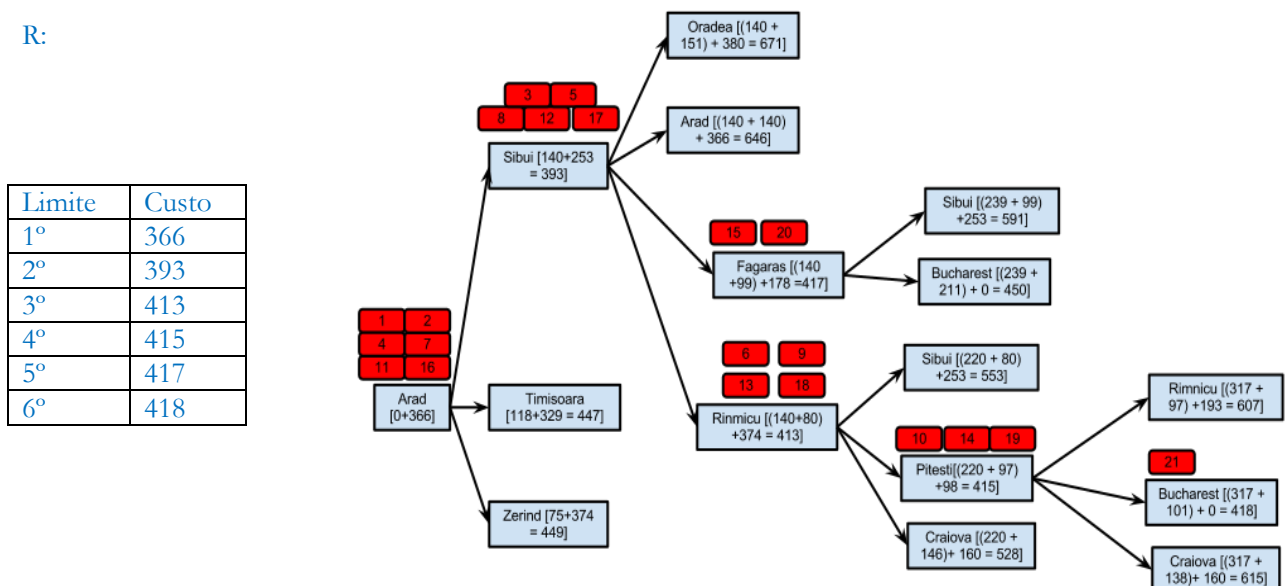 R:
Limite Custo
1º 366
2º 393
3º 413
4º 415
5º 417
6º 418
Oradea [(140 +
151) + 380 = 671]
3 5
8 12 17
Sibui [140+253
= 393]
Arad [(140 + 140)
+ 366 = 646]
15 20
Fagaras [(140
+99) +178 =417]
Sibui [(239 + 99)
+253 = 591]
Bucharest [(239 +
211) + 0 = 450]
1 2
4 7
11 16
Arad
[0+366]
Timisoara
[118+329 = 447]
Zerind [75+374
= 449]
6 9
13 18
Rinmicu [(140+80)
+374 = 413]
Sibui [(220 + 80)
+253 = 553]
10 14 19
Pitesti[(220 + 97)
+98 = 415]
Craiova [(220 +
146)+ 160 = 528]
Rimnicu [(317 +
97) +193 = 607]
21
Bucharest [(317 +
101) + 0 = 418]
Craiova [(317 +
138)+ 160 = 615]